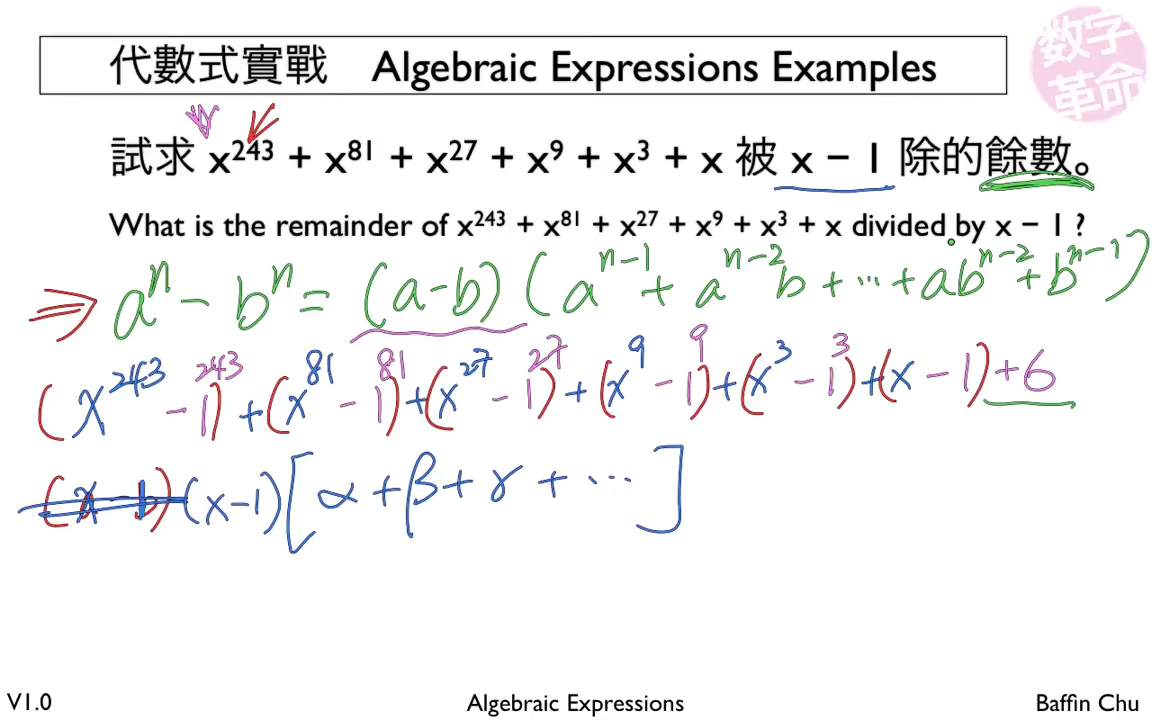 数字
革命
代數式實戰 Algebraic Expressions Examples
試求 x²⁴³ + x⁸¹ + x²⁷ + x⁹ + x³ + x 被 x − 1 除的餘數。
What is the remainder of x²⁴³ + x⁸¹ + x²⁷ + x⁹ + x³ + x divided by x − 1 ?
⇒ aⁿ − bⁿ = (a−b) (aⁿ⁻¹ + aⁿ⁻²b + ⋯ + abⁿ⁻² + bⁿ⁻¹)
(x²⁴³ − 1²⁴³) + (x⁸¹ − 1⁸¹) + (x²⁷ − 1²⁷) + (x⁹ − 1⁹) + (x³ − 1³) + (x − 1) + 6
(x−1) [α + β + γ + ⋯ ]
V1.0 Algebraic Expressions Baffin Chu